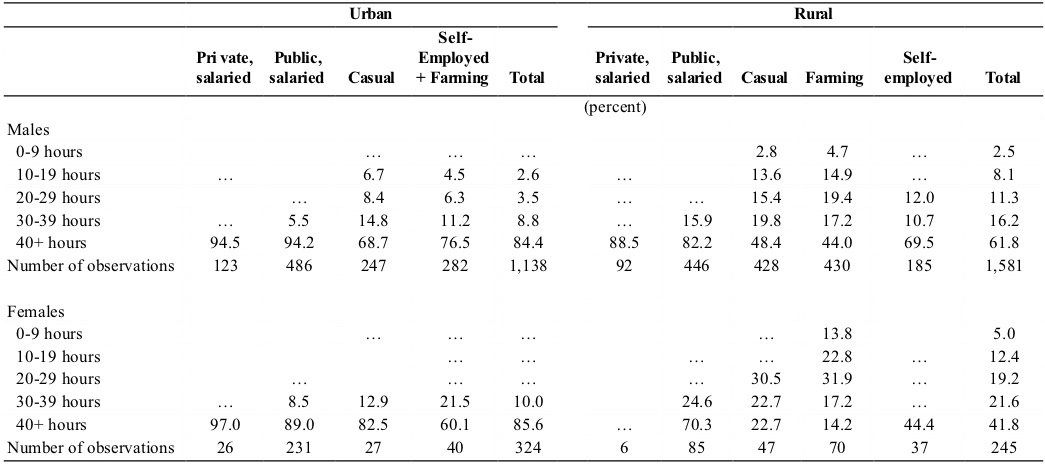 Urban Rural
Private, salaried Public, salaried Casual Self-Employed + Farming Total Private, salaried Public, salaried Casual Farming Self-employed Total
(percent)
Males
0-9 hours … … … 2.8 4.7 … 2.5
10-19 hours … 6.7 4.5 2.6 … 13.6 14.9 … 8.1
20-29 hours … 8.4 6.3 3.5 … … 15.4 19.4 12.0 11.3
30-39 hours … 5.5 14.8 11.2 8.8 … 15.9 19.8 17.2 10.7 16.2
40+ hours 94.5 94.2 68.7 76.5 84.4 88.5 82.2 48.4 44.0 69.5 61.8
Number of observations 123 486 247 282 1,138 92 446 428 430 185 1,581
Females
0-9 hours … … … … 13.8 5.0
10-19 hours … … … … 22.8 … 12.4
20-29 hours … … … … 30.5 31.9 … 19.2
30-39 hours … 8.5 12.9 21.5 10.0 24.6 22.7 17.2 … 21.6
40+ hours 97.0 89.0 82.5 60.1 85.6 … 70.3 22.7 14.2 44.4 41.8
Number of observations 26 231 27 40 324 6 85 47 70 37 245